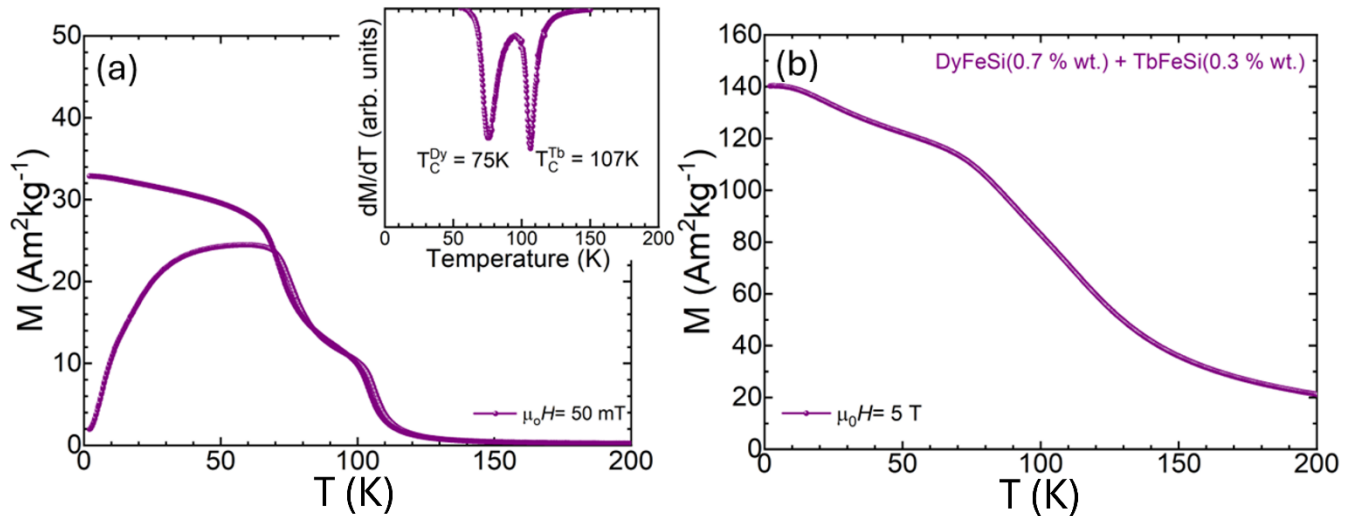 (a)
M (Am²kg⁻¹)
50
40
30
20
10
0
0 50 100 150 200
T (K)
μₒH= 50 mT
dM/dT (arb. units)
T_C^Dy = 75K
T_C^Tb = 107K
0 50 100 150 200
Temperature (K)
(b)
DyFeSi(0.7 % wt.) + TbFeSi(0.3 % wt.)
M (Am²kg⁻¹)
160
140
120
100
80
60
40
20
0
0 50 100 150 200
T (K)
μ₀H= 5 T